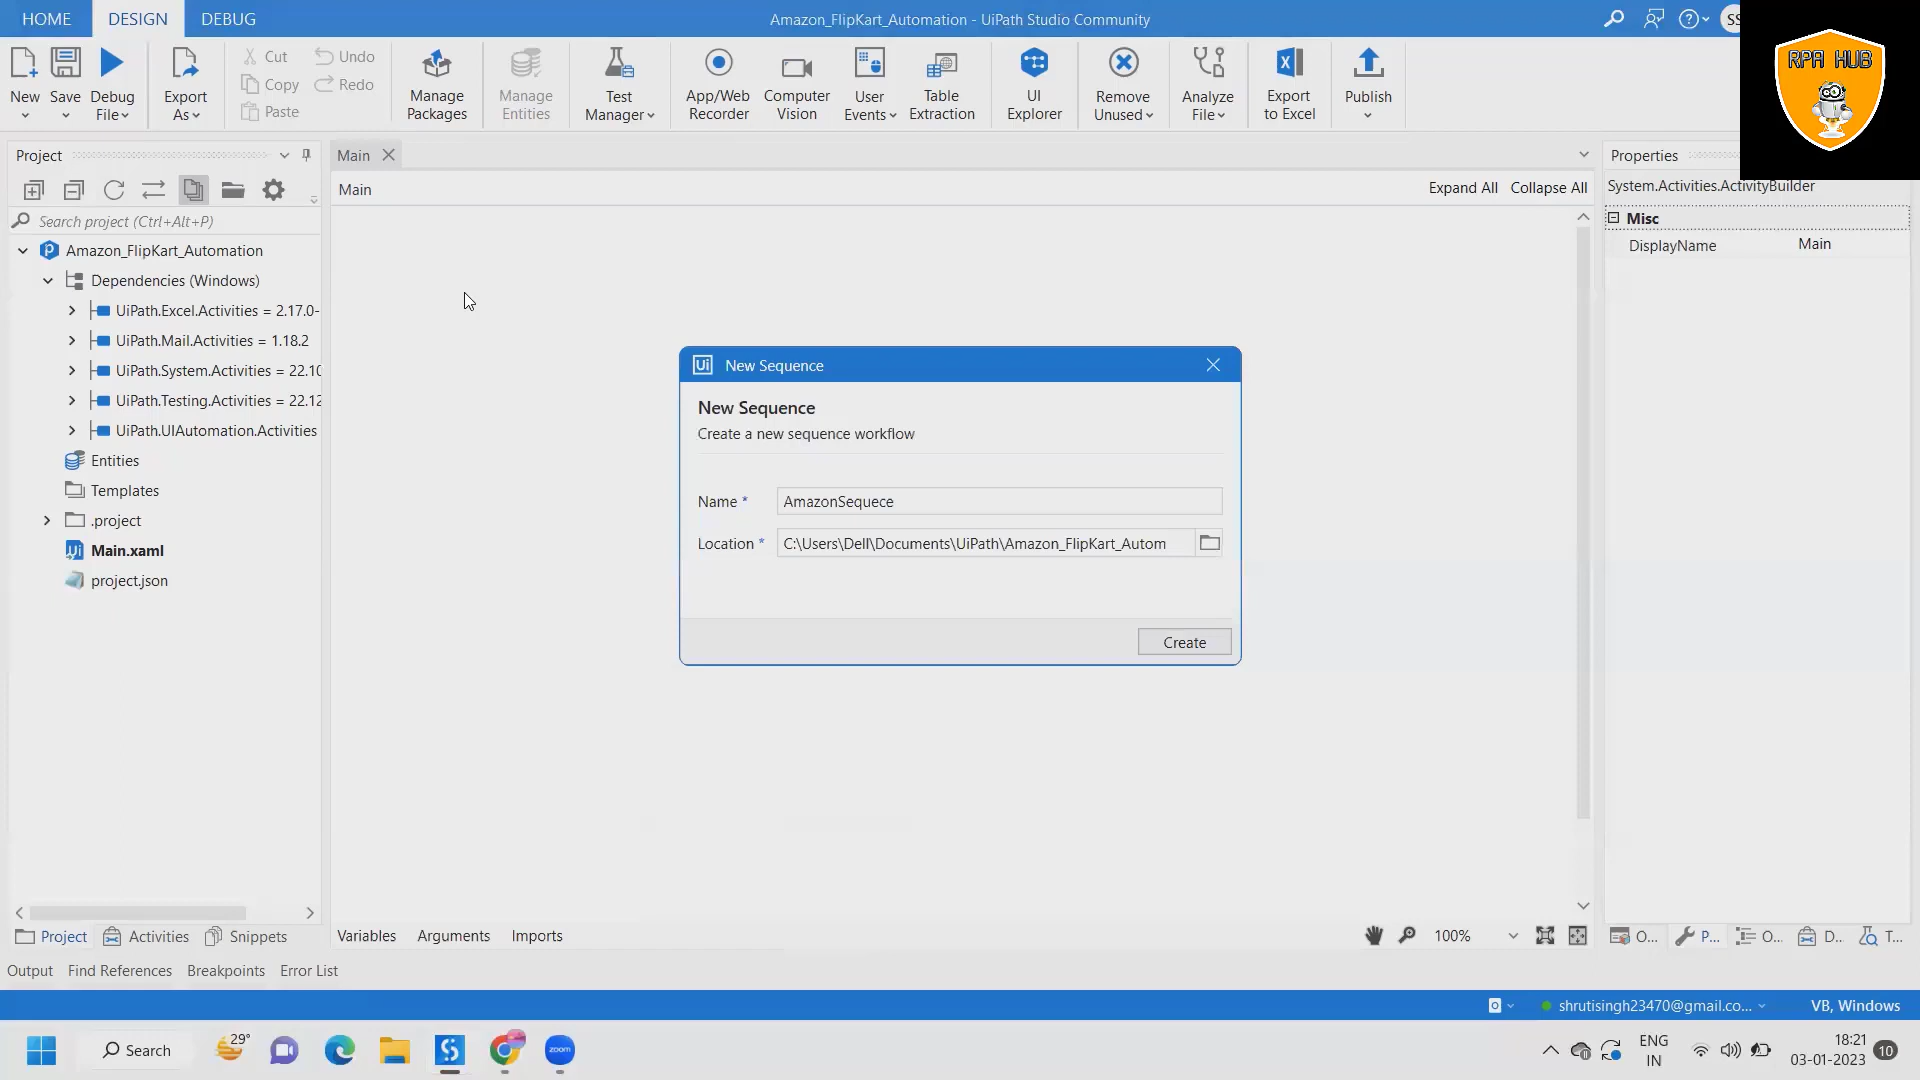 HOME DESIGN DEBUG Amazon_FlipKart_Automation - UiPath Studio Community
RPA HUB
New Save Debug File Export As
Cut Undo
Copy Redo
Paste
Manage Packages
Manage Entities
Test Manager
App/Web Recorder
Computer Vision
User Events
Table Extraction
UI Explorer
Remove Unused
Analyze File
Export to Excel
Publish
Project
Search project (Ctrl+Alt+P)
Amazon_FlipKart_Automation
Dependencies (Windows)
UiPath.Excel.Activities = 2.17.0-
UiPath.Mail.Activities = 1.18.2
UiPath.System.Activities = 22.10
UiPath.Testing.Activities = 22.12
UiPath.UIAutomation.Activities
Entities
Templates
.project
Main.xaml
project.json
Project Activities Snippets
Main
Main Expand All Collapse All
Ui New Sequence
New Sequence
Create a new sequence workflow
Name * AmazonSequece
Location * C:\Users\Dell\Documents\UiPath\Amazon_FlipKart_Autom
Create
Variables Arguments Imports 100%
Properties
System.Activities.ActivityBuilder
Misc
DisplayName Main
O... P... O... D... T...
Output Find References Breakpoints Error List
shrutisingh23470@gmail.co... VB, Windows
29°
Search
zoom
ENG
IN
18:21
03-01-2023
10